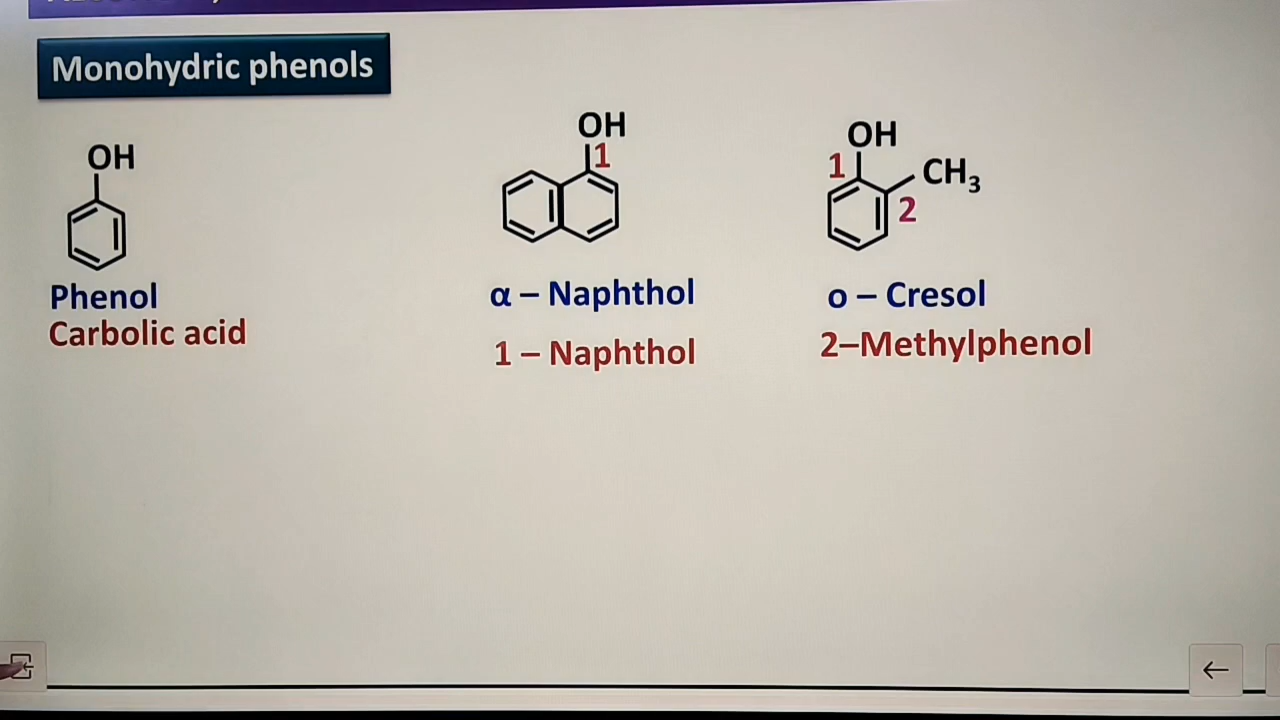 Monohydric phenols
OH
Phenol
Carbolic acid
OH
1
α – Naphthol
1 – Naphthol
OH
1
CH₃
2
o – Cresol
2–Methylphenol